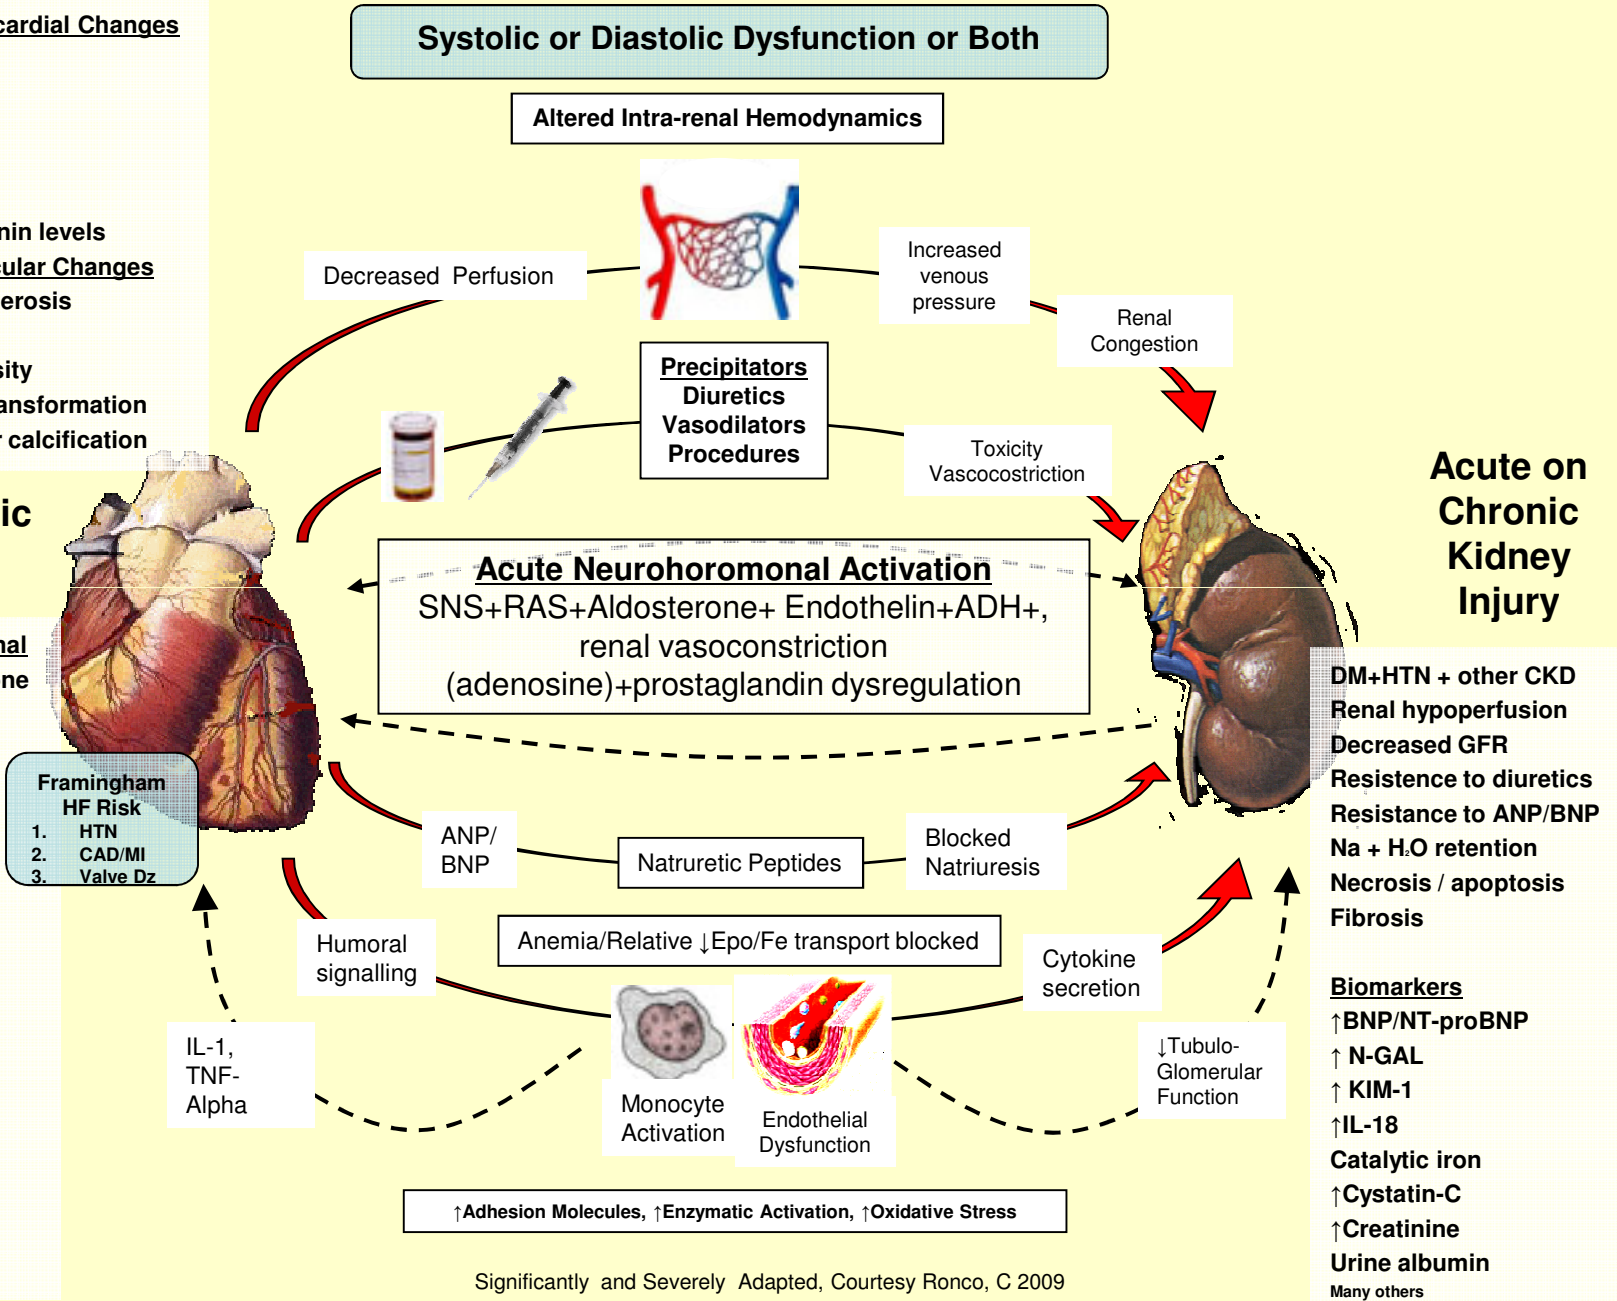 cardial Changes
nin levels
cular Changes
erosis
sity
ansformation
r calcification
ic
nal
ne
Systolic or Diastolic Dysfunction or Both
Altered Intra-renal Hemodynamics
Decreased Perfusion
Increased
venous
pressure
Renal
Congestion
Precipitators
Diuretics
Vasodilators
Procedures
Toxicity
Vascocostriction
Acute Neurohoromonal Activation
SNS+RAS+Aldosterone+ Endothelin+ADH+,
renal vasoconstriction
(adenosine)+prostaglandin dysregulation
Framingham
HF Risk
1. HTN
2. CAD/MI
3. Valve Dz
ANP/
BNP
Natruretic Peptides
Blocked
Natriuresis
Humoral
signalling
Anemia/Relative ↓Epo/Fe transport blocked
Cytokine
secretion
IL-1,
TNF-
Alpha
Monocyte
Activation
Endothelial
Dysfunction
↓Tubulo-
Glomerular
Function
↑Adhesion Molecules, ↑Enzymatic Activation, ↑Oxidative Stress
Significantly and Severely Adapted, Courtesy Ronco, C 2009
Acute on
Chronic
Kidney
Injury
DM+HTN + other CKD
Renal hypoperfusion
Decreased GFR
Resistence to diuretics
Resistance to ANP/BNP
Na + H₂O retention
Necrosis / apoptosis
Fibrosis
Biomarkers
↑BNP/NT-proBNP
↑ N-GAL
↑ KIM-1
↑IL-18
Catalytic iron
↑Cystatin-C
↑Creatinine
Urine albumin
Many others